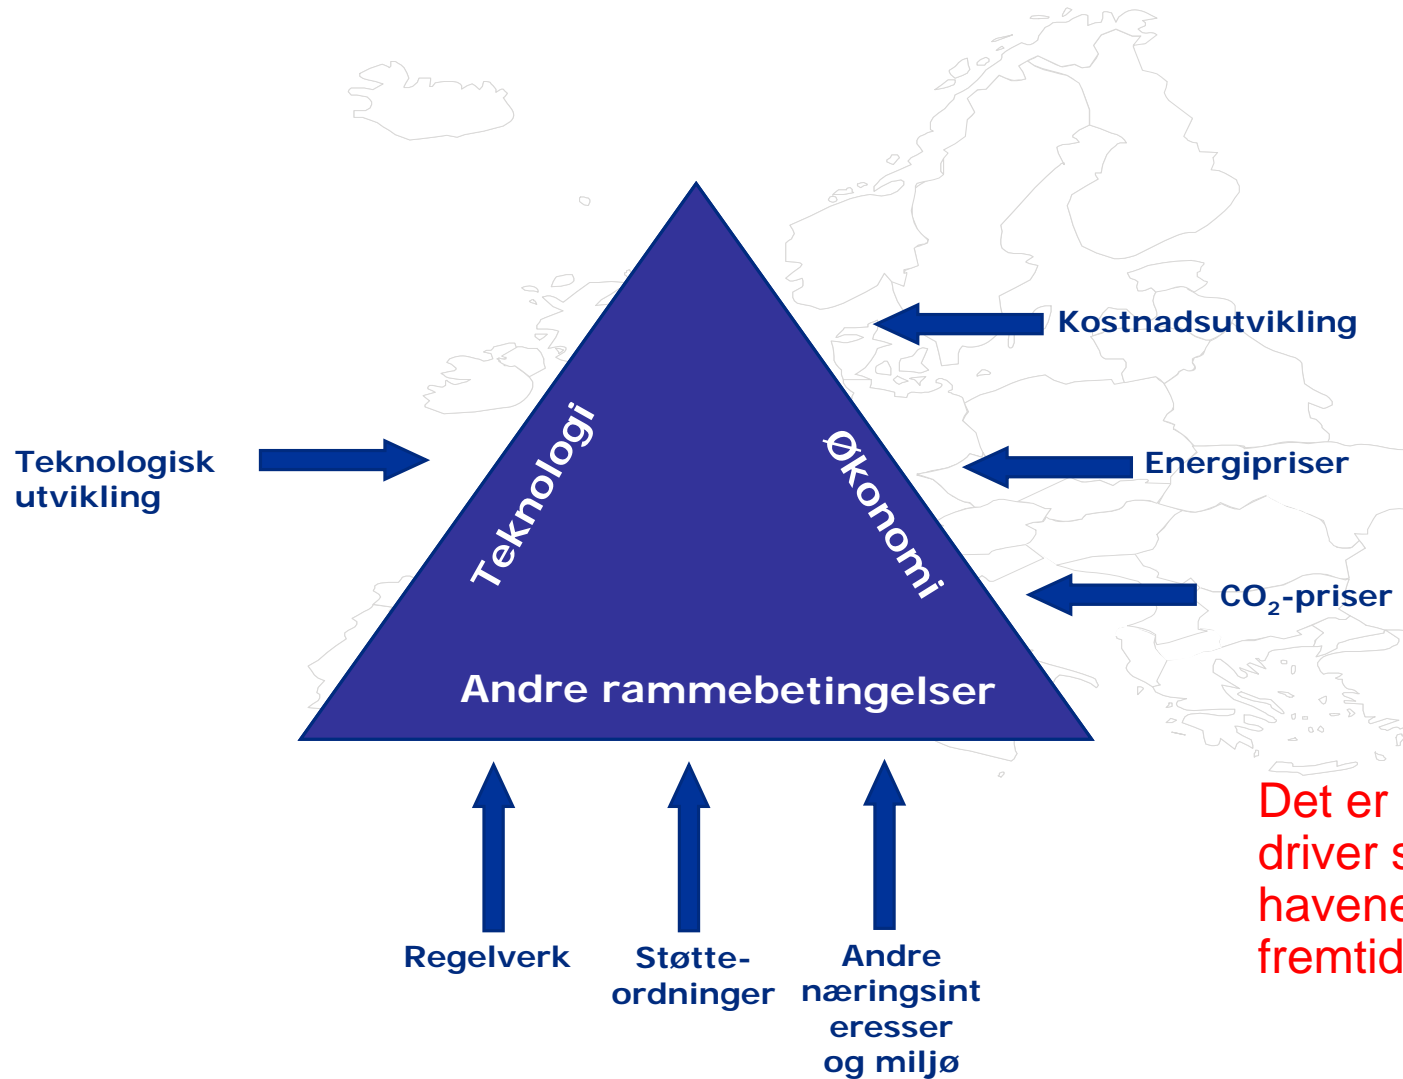 Kostnadsutvikling
Teknologi
Økonomi
Teknologisk
utvikling
Energipriser
CO₂-priser
Andre rammebetingelser
Det er
driver
havene
fremtid
Regelverk
Støtte-
ordninger
Andre
næringsint
eresser
og miljø